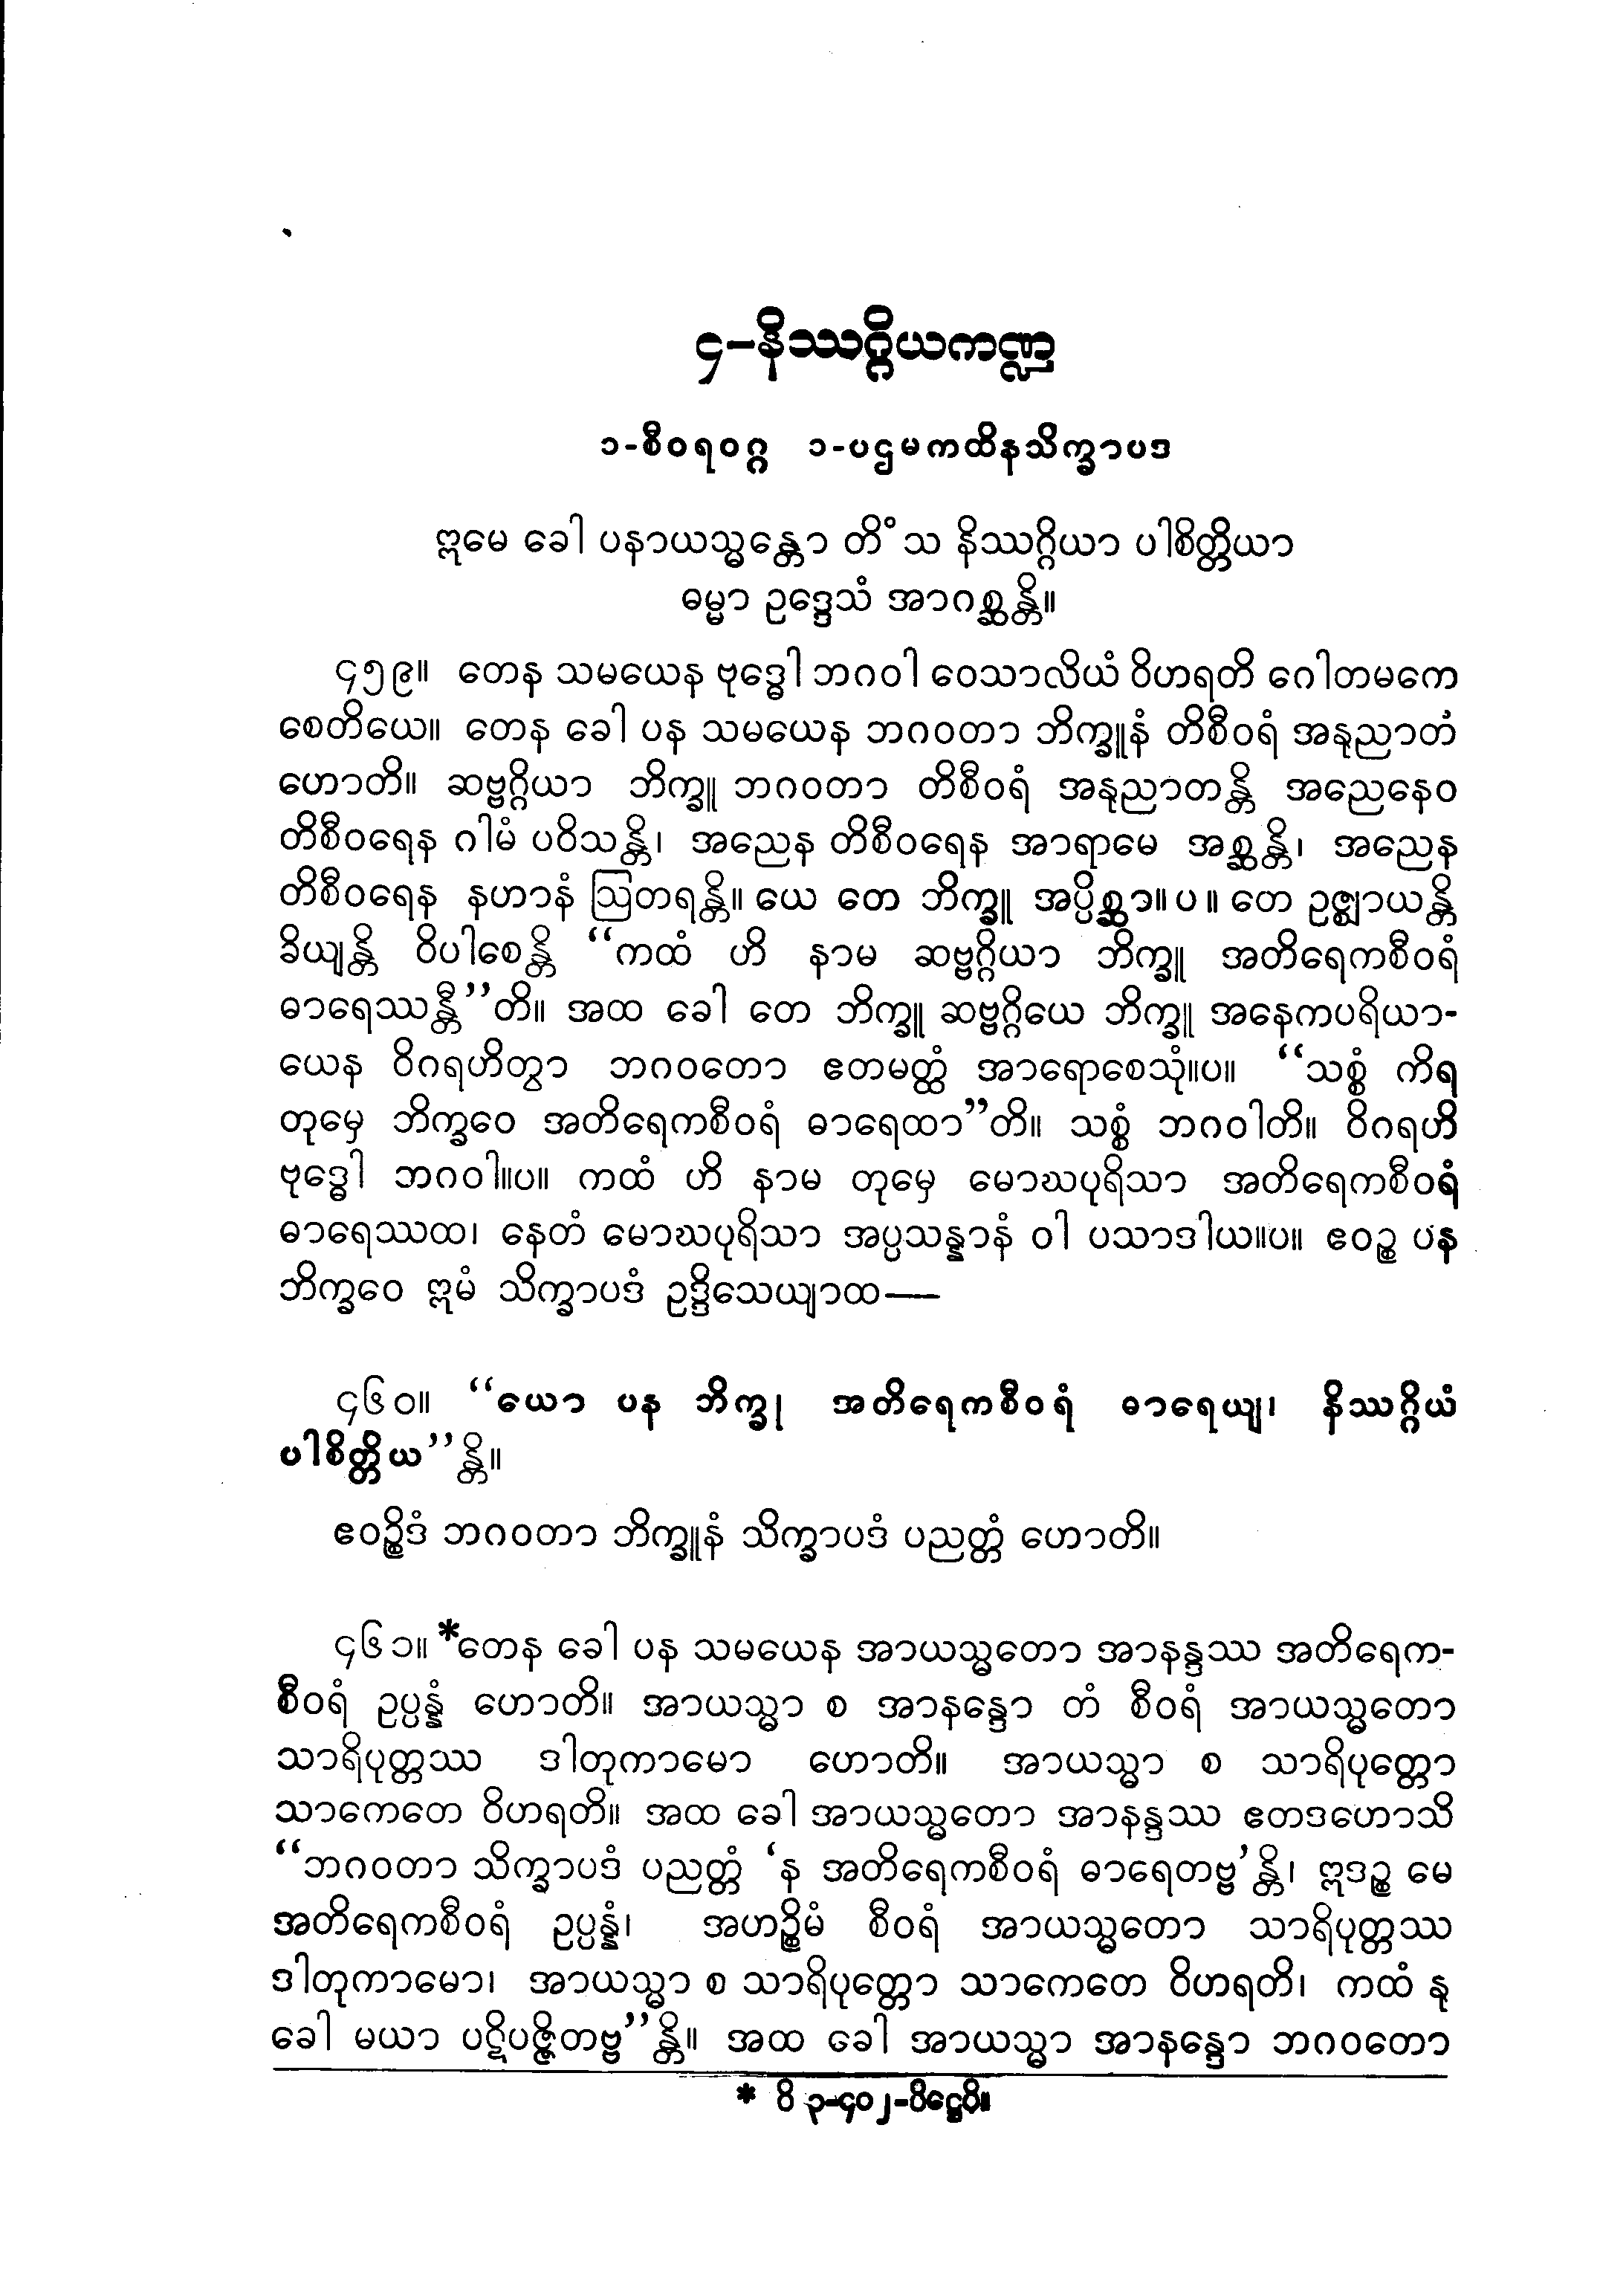 ၄–နိဿဂ္ဂိယကဏ္ဍ
၁-စီဝရဝဂ္ဂ ၁-ပဌမကထိနသိက္ခာပဒ
ဣမေ ခေါ ပနာယသ္မန္တော တိံသ နိဿဂ္ဂိယာ ပါစိတ္တိယာ
ဓမ္မာ ဥဒ္ဒေသံ အာဂစ္ဆန္တိ။
၄၅၉။ တေန သမယေန ဗုဒ္ဓေါ ဘဂဝါ ဝေသာလိယံ ဝိဟရတိ ဂေါတမကေ
စေတိယေ။ တေန ခေါ ပန သမယေန ဘဂဝတာ ဘိက္ခူနံ တိစီဝရံ အနုညာတံ
ဟောတိ။ ဆဗ္ဗဂ္ဂိယာ ဘိက္ခူ ဘဂဝတာ တိစီဝရံ အနုညာတန္တိ အညေနေဝ
တိစီဝရေန ဂါမံ ပဝိသန္တိ၊ အညေန တိစီဝရေန အာရာမေ အစ္ဆန္တိ၊ အညေန
တိစီဝရေန နဟာနံ ဩတရန္တိ။ ယေ တေ ဘိက္ခူ အပ္ပိစ္ဆာ။ပ။ တေ ဥဇ္ဈာယန္တိ
ခိယျန္တိ ဝိပါစေန္တိ “ကထံ ဟိ နာမ ဆဗ္ဗဂ္ဂိယာ ဘိက္ခူ အတိရေကစီဝရံ
ဓာရေဿန္တီ”တိ။ အထ ခေါ တေ ဘိက္ခူ ဆဗ္ဗဂ္ဂိယေ ဘိက္ခူ အနေကပရိယာ-
ယေန ဝိဂရဟိတွာ ဘဂဝတော ဧတမတ္ထံ အာရောစေသုံ။ပ။ “သစ္စံ ကိရ
တုမှေ ဘိက္ခဝေ အတိရေကစီဝရံ ဓာရေထာ”တိ။ သစ္စံ ဘဂဝါတိ။ ဝိဂရဟိ
ဗုဒ္ဓေါ ဘဂဝါ။ပ။ ကထံ ဟိ နာမ တုမှေ မောဃပုရိသာ အတိရေကစီဝရံ
ဓာရေဿထ၊ နေတံ မောဃပုရိသာ အပ္ပသန္နာနံ ဝါ ပသာဒါယ။ပ။ ဧဝဉ္စ ပန
ဘိက္ခဝေ ဣမံ သိက္ခာပဒံ ဥဒ္ဒိသေယျာထ—
၄၆၀။ “ယော ပန ဘိက္ခု အတိရေကစီဝရံ ဓာရေယျ၊ နိဿဂ္ဂိယံ
ပါစိတ္တိယ”န္တိ။
ဧဝဉ္စိဒံ ဘဂဝတာ ဘိက္ခူနံ သိက္ခာပဒံ ပညတ္တံ ဟောတိ။
၄၆၁။ *တေန ခေါ ပန သမယေန အာယသ္မတော အာနန္ဒဿ အတိရေက-
စီဝရံ ဥပ္ပန္နံ ဟောတိ။ အာယသ္မာ စ အာနန္ဒော တံ စီဝရံ အာယသ္မတော
သာရိပုတ္တဿ ဒါတုကာမော ဟောတိ။ အာယသ္မာ စ သာရိပုတ္တော
သာကေတေ ဝိဟရတိ။ အထ ခေါ အာယသ္မတော အာနန္ဒဿ ဧတဒဟောသိ
“ဘဂဝတာ သိက္ခာပဒံ ပညတ္တံ ‘န အတိရေကစီဝရံ ဓာရေတဗ္ဗ’န္တိ၊ ဣဒဉ္စ မေ
အတိရေကစီဝရံ ဥပ္ပန္နံ၊ အဟဉ္စိမံ စီဝရံ အာယသ္မတော သာရိပုတ္တဿ
ဒါတုကာမော၊ အာယသ္မာ စ သာရိပုတ္တော သာကေတေ ဝိဟရတိ၊ ကထံ နု
ခေါ မယာ ပဋိပဇ္ဇိတဗ္ဗ”န္တိ။ အထ ခေါ အာယသ္မာ အာနန္ဒော ဘဂဝတော
* ဝိ ၃-၄၀၂-ပိဋ္ဌေပိ။